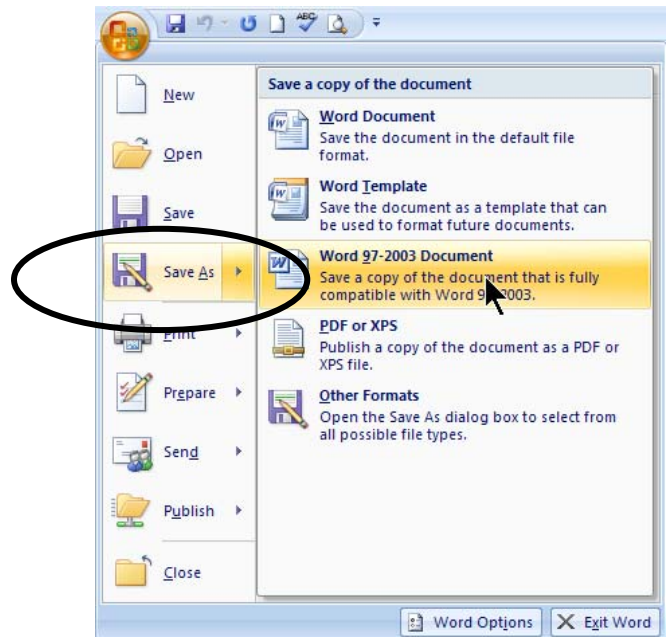 ABC
Save a copy of the document
New
Open
Save
Save As
Print
Prepare
Send
Publish
Close
Word Document
Save the document in the default file
format.
Word Template
Save the document as a template that can
be used to format future documents.
Word 97-2003 Document
Save a copy of the document that is fully
compatible with Word 97-2003.
PDF or XPS
Publish a copy of the document as a PDF or
XPS file.
Other Formats
Open the Save As dialog box to select from
all possible file types.
Word Options
Exit Word